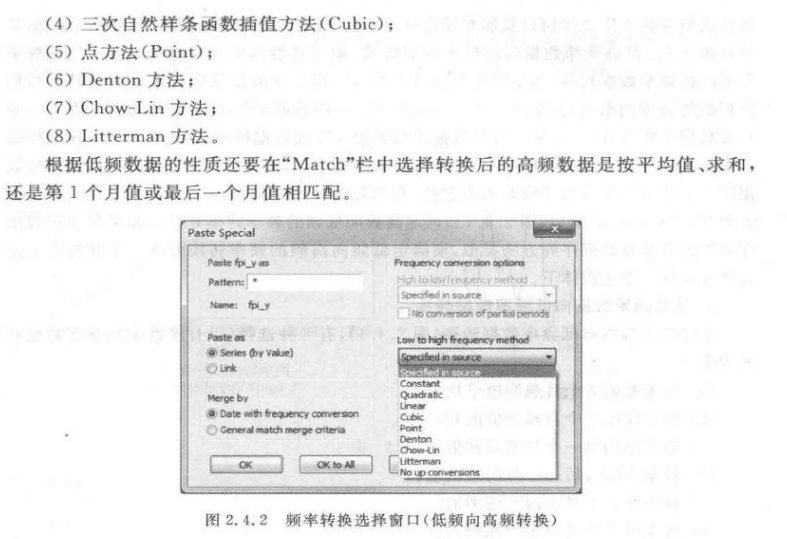 (4) 三次自然样条函数插值方法(Cubic)；
(5) 点方法(Point)；
(6) Denton 方法；
(7) Chow-Lin 方法；
(8) Litterman 方法。
根据低频数据的性质还要在“Match”栏中选择转换后的高频数据是按平均值、求和，
还是第 1 个月值或最后一个月值相匹配。
Paste Special
Paste fpi_y as
Pattern: *
Name: fpi_y
Paste as
Series (by Value)
Link
Merge by
Date with frequency conversion
General match merge criteria
OK
OK to All
Frequency conversion options
High to low frequency method
Specified in source
No conversion of partial periods
Low to high frequency method
Specified in source
Specified in source
Constant
Quadratic
Linear
Cubic
Point
Denton
Chow-Lin
Litterman
No up conversions
图 2.4.2 频率转换选择窗口(低频向高频转换)